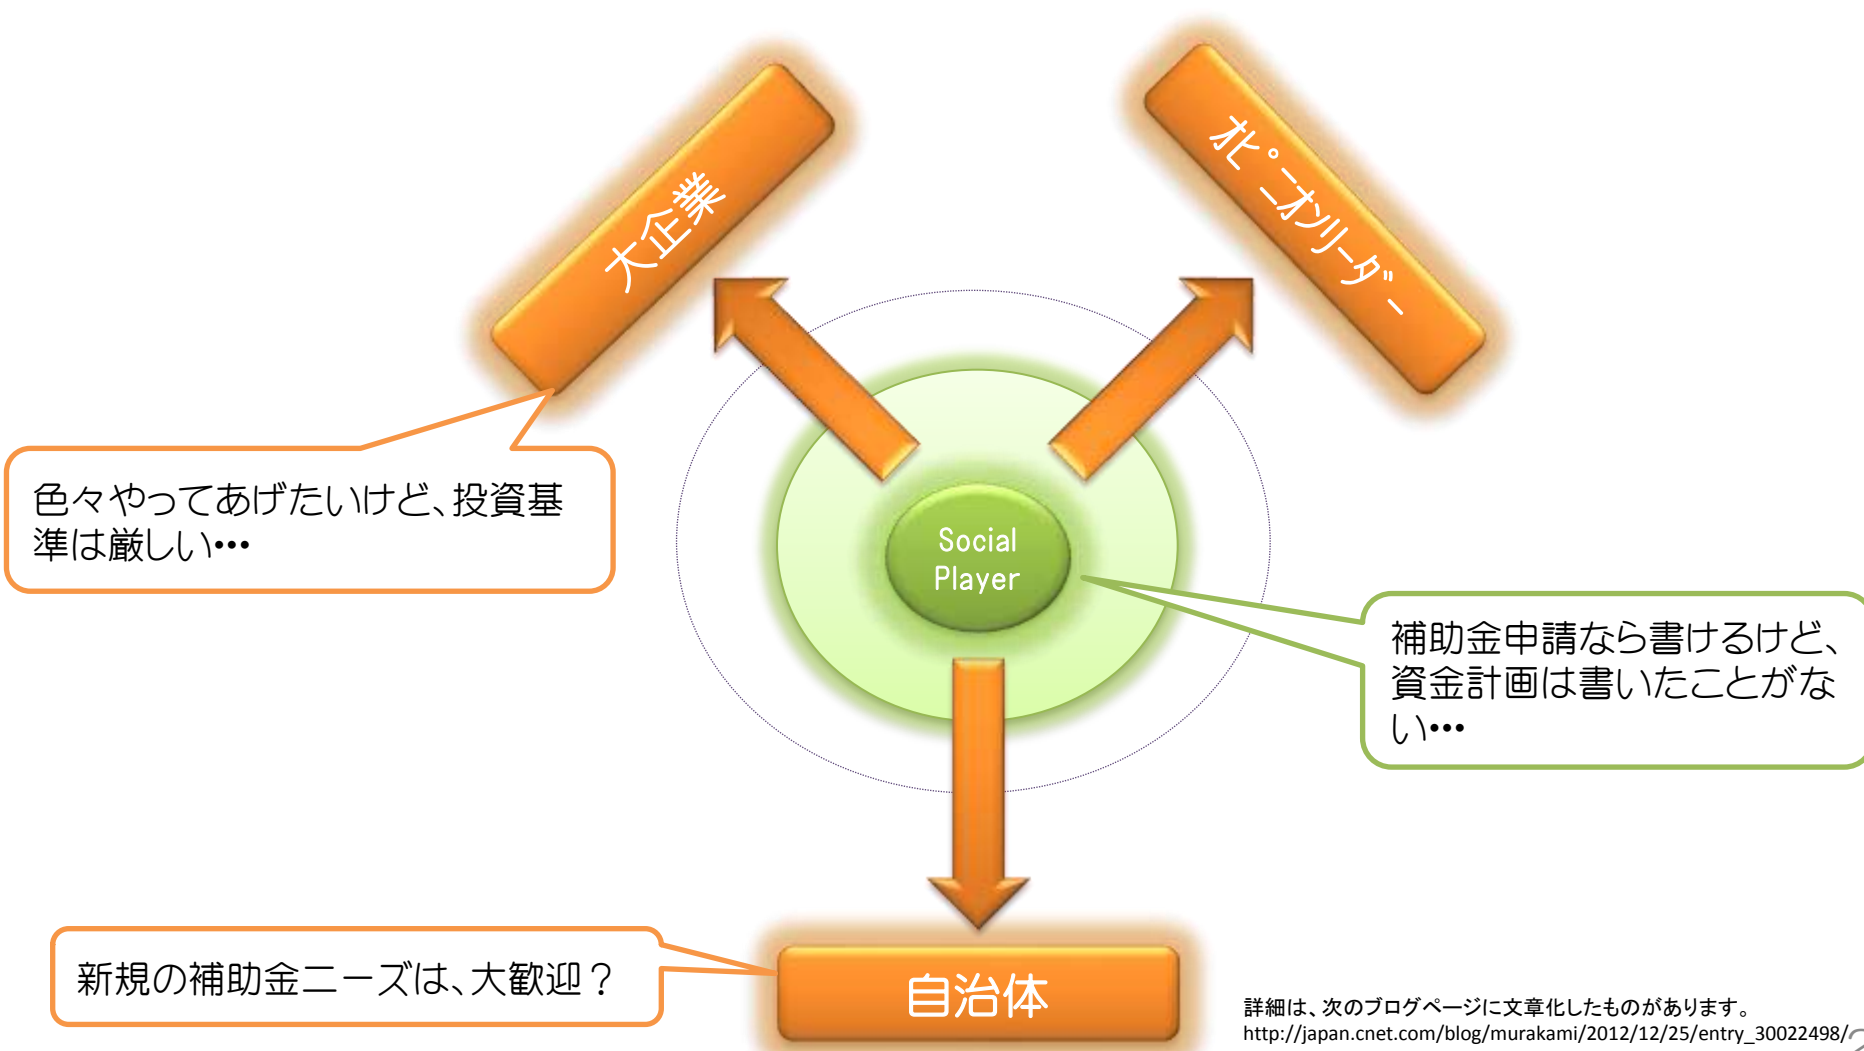 大企業
オピニオンリーダー
色々やってあげたいけど、投資基
準は厳しい・・・
Social
Player
補助金申請なら書けるけど、
資金計画は書いたことがな
い・・・
新規の補助金ニーズは、大歓迎？
自治体
詳細は、次のブログページに文章化したものがあります。
http://japan.cnet.com/blog/murakami/2012/12/25/entry_30022498/